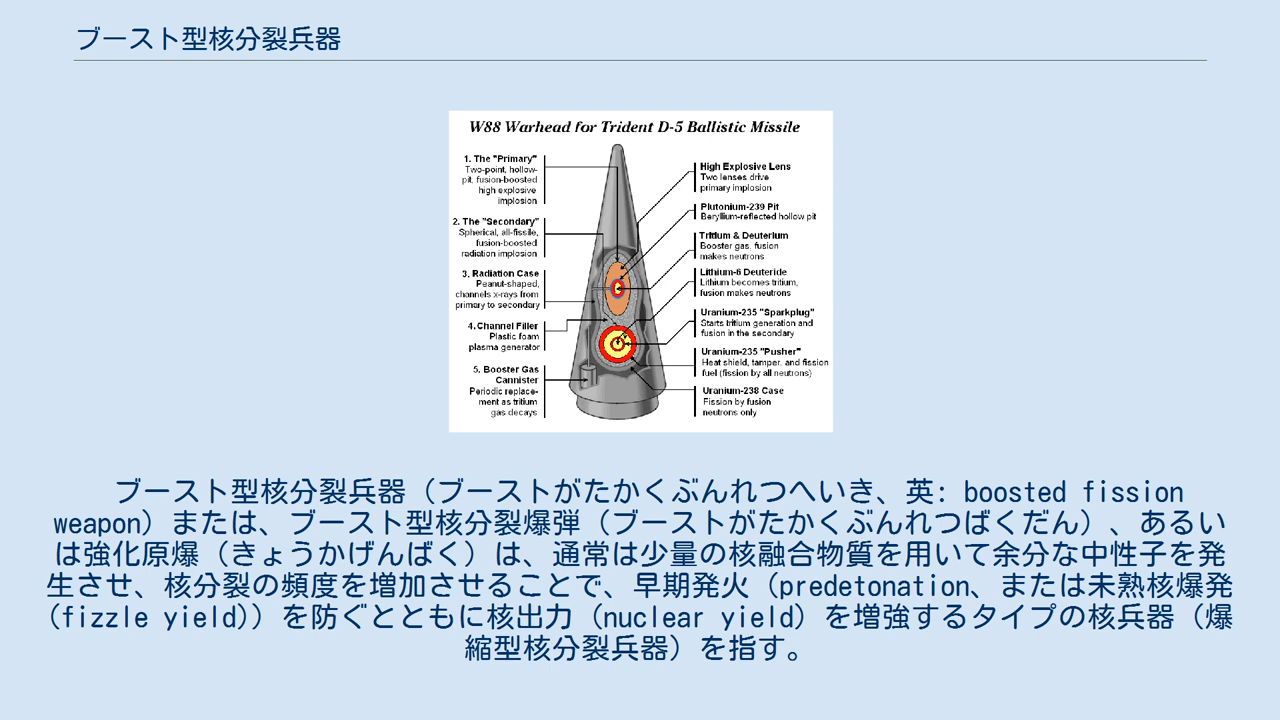 ブースト型核分裂兵器
W88 Warhead for Trident D-5 Ballistic Missile
1. The "Primary"
Two-point, hollow-
pit, fusion-boosted
high explosive
implosion
2. The "Secondary"
Spherical, all-fissile,
fusion-boosted
radiation implosion
3. Radiation Case
Peanut-shaped,
channels x-rays from
primary to secondary
4. Channel Filler
Plastic foam
plasma generator
5. Booster Gas
Cannister
Periodic replace-
ment as tritium
gas decays
High Explosive Lens
Two lenses drive
primary implosion
Plutonium-239 Pit
Beryllium-reflected hollow pit
Tritium & Deuterium
Booster gas, fusion
makes neutrons
Lithium-6 Deuteride
Lithium becomes tritium,
fusion makes neutrons
Uranium-235 "Sparkplug"
Starts tritium generation and
fusion in the secondary
Uranium-235 "Pusher"
Heat shield, tamper, and fission
fuel (fission by all neutrons)
Uranium-238 Case
Fission by fusion
neutrons only
ブースト型核分裂兵器（ブーストがたかくぶんれつへいき、英: boosted fission
weapon）または、ブースト型核分裂爆弾（ブーストがたかくぶんれつばくだん）、あるい
は強化原爆（きょうかげんばく）は、通常は少量の核融合物質を用いて余分な中性子を発
生させ、核分裂の頻度を増加させることで、早期発火（predetonation、または未熟核爆発
(fizzle yield)）を防ぐとともに核出力（nuclear yield）を増強するタイプの核兵器（爆
縮型核分裂兵器）を指す。